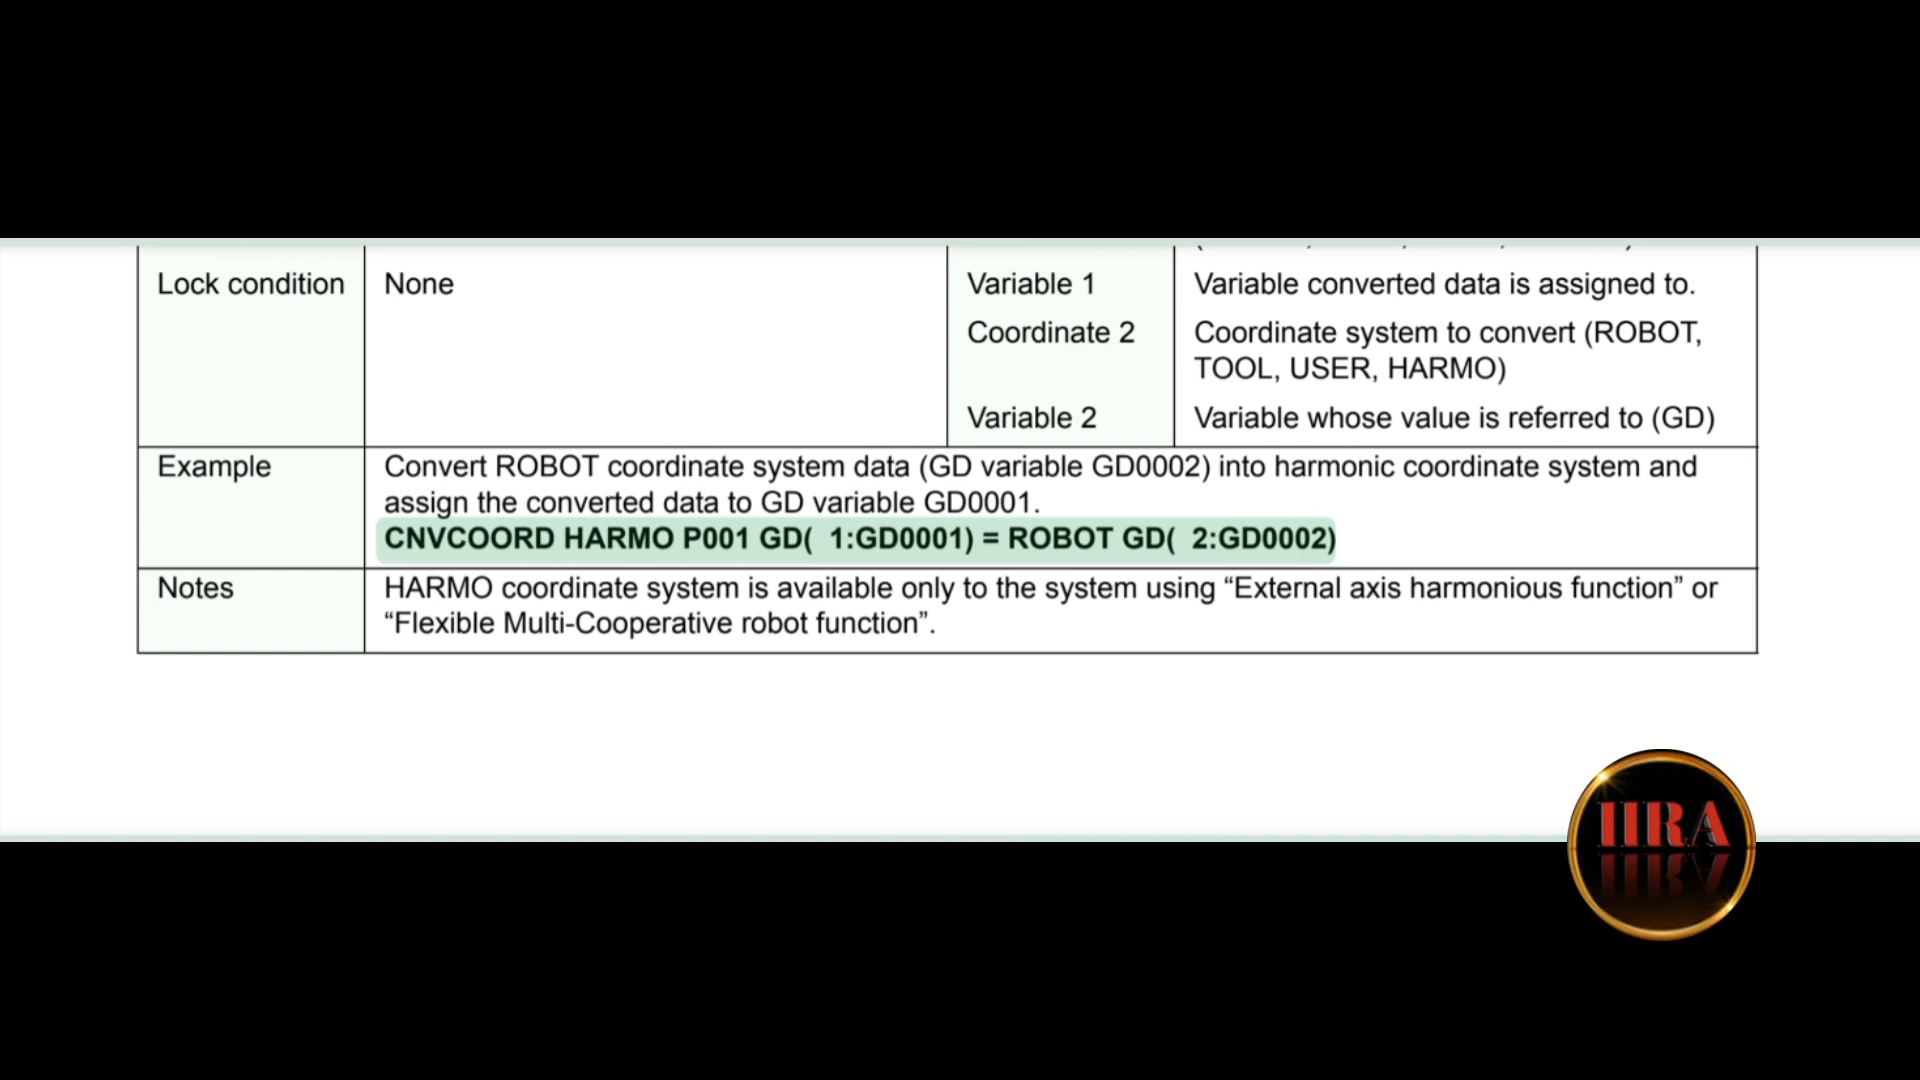 Lock condition None Variable 1 Variable converted data is assigned to.
Coordinate 2 Coordinate system to convert (ROBOT,
TOOL, USER, HARMO)
Variable 2 Variable whose value is referred to (GD)
Example Convert ROBOT coordinate system data (GD variable GD0002) into harmonic coordinate system and
assign the converted data to GD variable GD0001.
CNVCOORD HARMO P001 GD(  1:GD0001) = ROBOT GD(  2:GD0002)
Notes HARMO coordinate system is available only to the system using “External axis harmonious function” or
“Flexible Multi-Cooperative robot function”.
IIRA